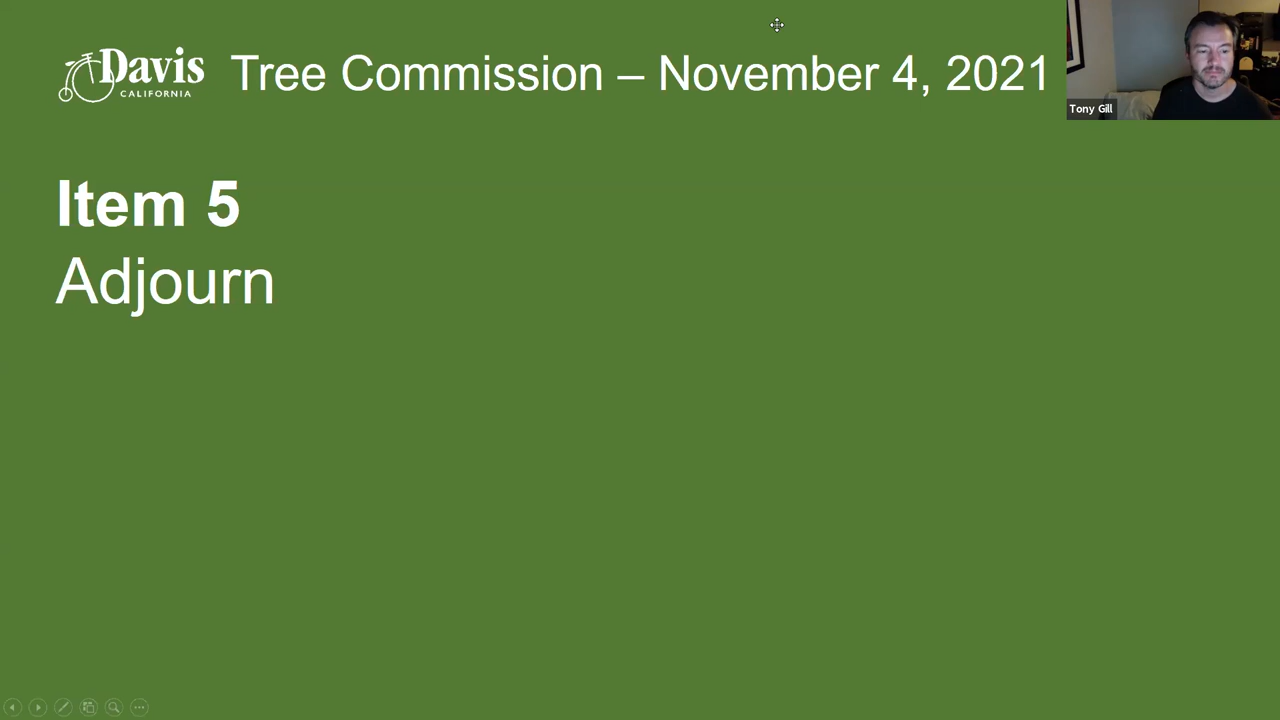 Davis
CALIFORNIA
Tree Commission – November 4, 2021
Tony Gill
Item 5
Adjourn